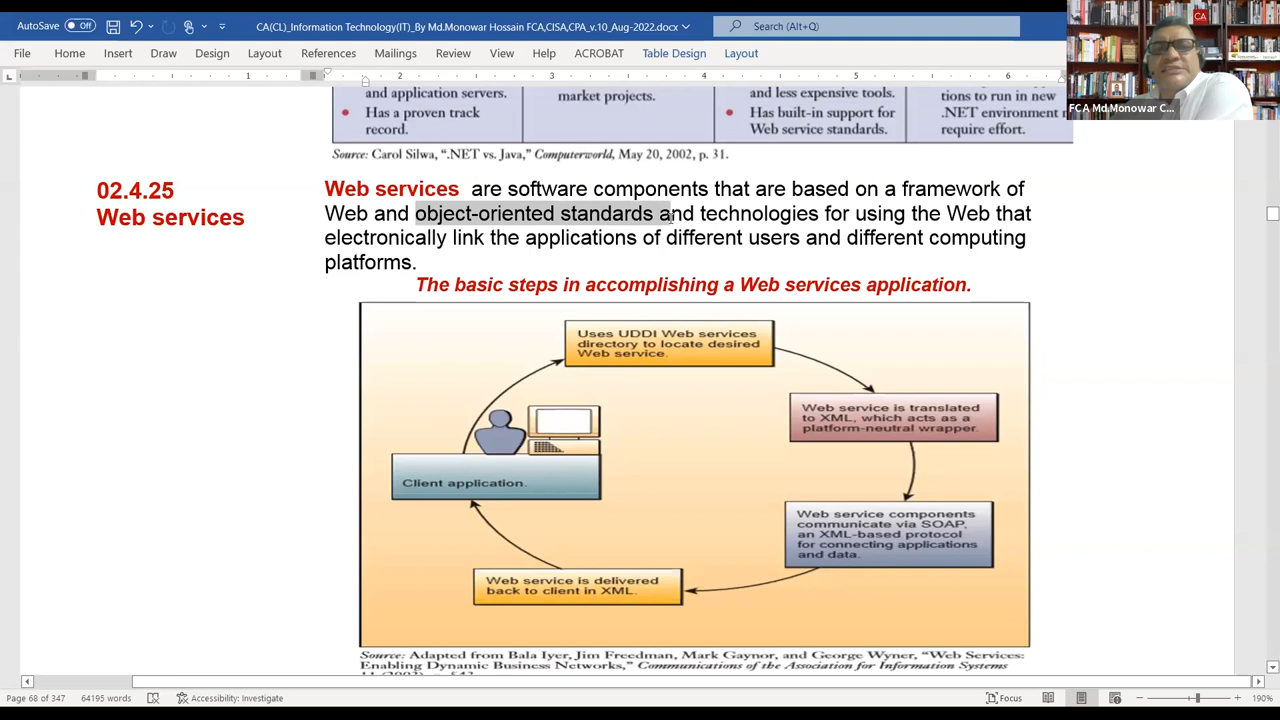 AutoSave Off
CA(CL)_Information Technology(IT)_By Md.Monowar Hossain FCA,CISA,CPA_v.10_Aug-2022.docx
Search (Alt+Q)
CA
FCA Md.Monowar C...
File Home Insert Draw Design Layout References Mailings Review View Help ACROBAT Table Design Layout
1 2 3 4 5 6
and application servers.
Has a proven track
record.
market projects.
and less expensive tools.
Has built-in support for
Web service standards.
tions to run in new
.NET environment
require effort.
Source: Carol Silwa, “.NET vs. Java,” Computerworld, May 20, 2002, p. 31.
02.4.25
Web services
Web services are software components that are based on a framework of
Web and object-oriented standards and technologies for using the Web that
electronically link the applications of different users and different computing
platforms.
The basic steps in accomplishing a Web services application.
Uses UDDI Web services
directory to locate desired
Web service.
Web service is translated
to XML, which acts as a
platform-neutral wrapper.
Client application.
Web service components
communicate via SOAP,
an XML-based protocol
for connecting applications
and data.
Web service is delivered
back to client in XML.
Source: Adapted from Bala Iyer, Jim Freedman, Mark Gaynor, and George Wyner, “Web Services:
Enabling Dynamic Business Networks,” Communications of the Association for Information Systems
Page 68 of 347 64195 words Accessibility: Investigate Focus 190%